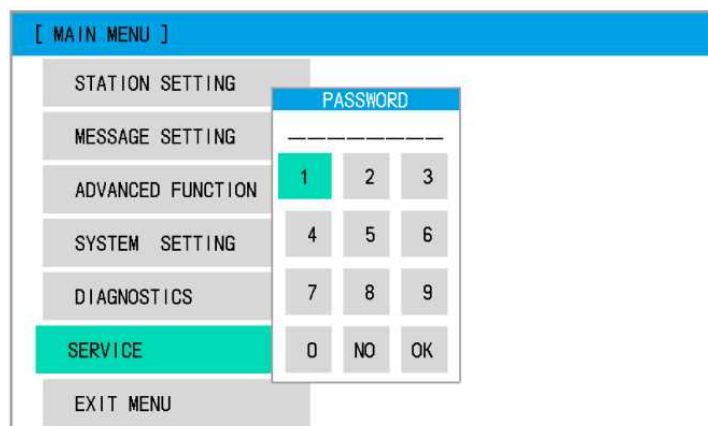 [ MAIN MENU ]
STATION SETTING
MESSAGE SETTING
ADVANCED FUNCTION
SYSTEM SETTING
DIAGNOSTICS
SERVICE
EXIT MENU
PASSWORD
________
1 2 3
4 5 6
7 8 9
0 NO OK